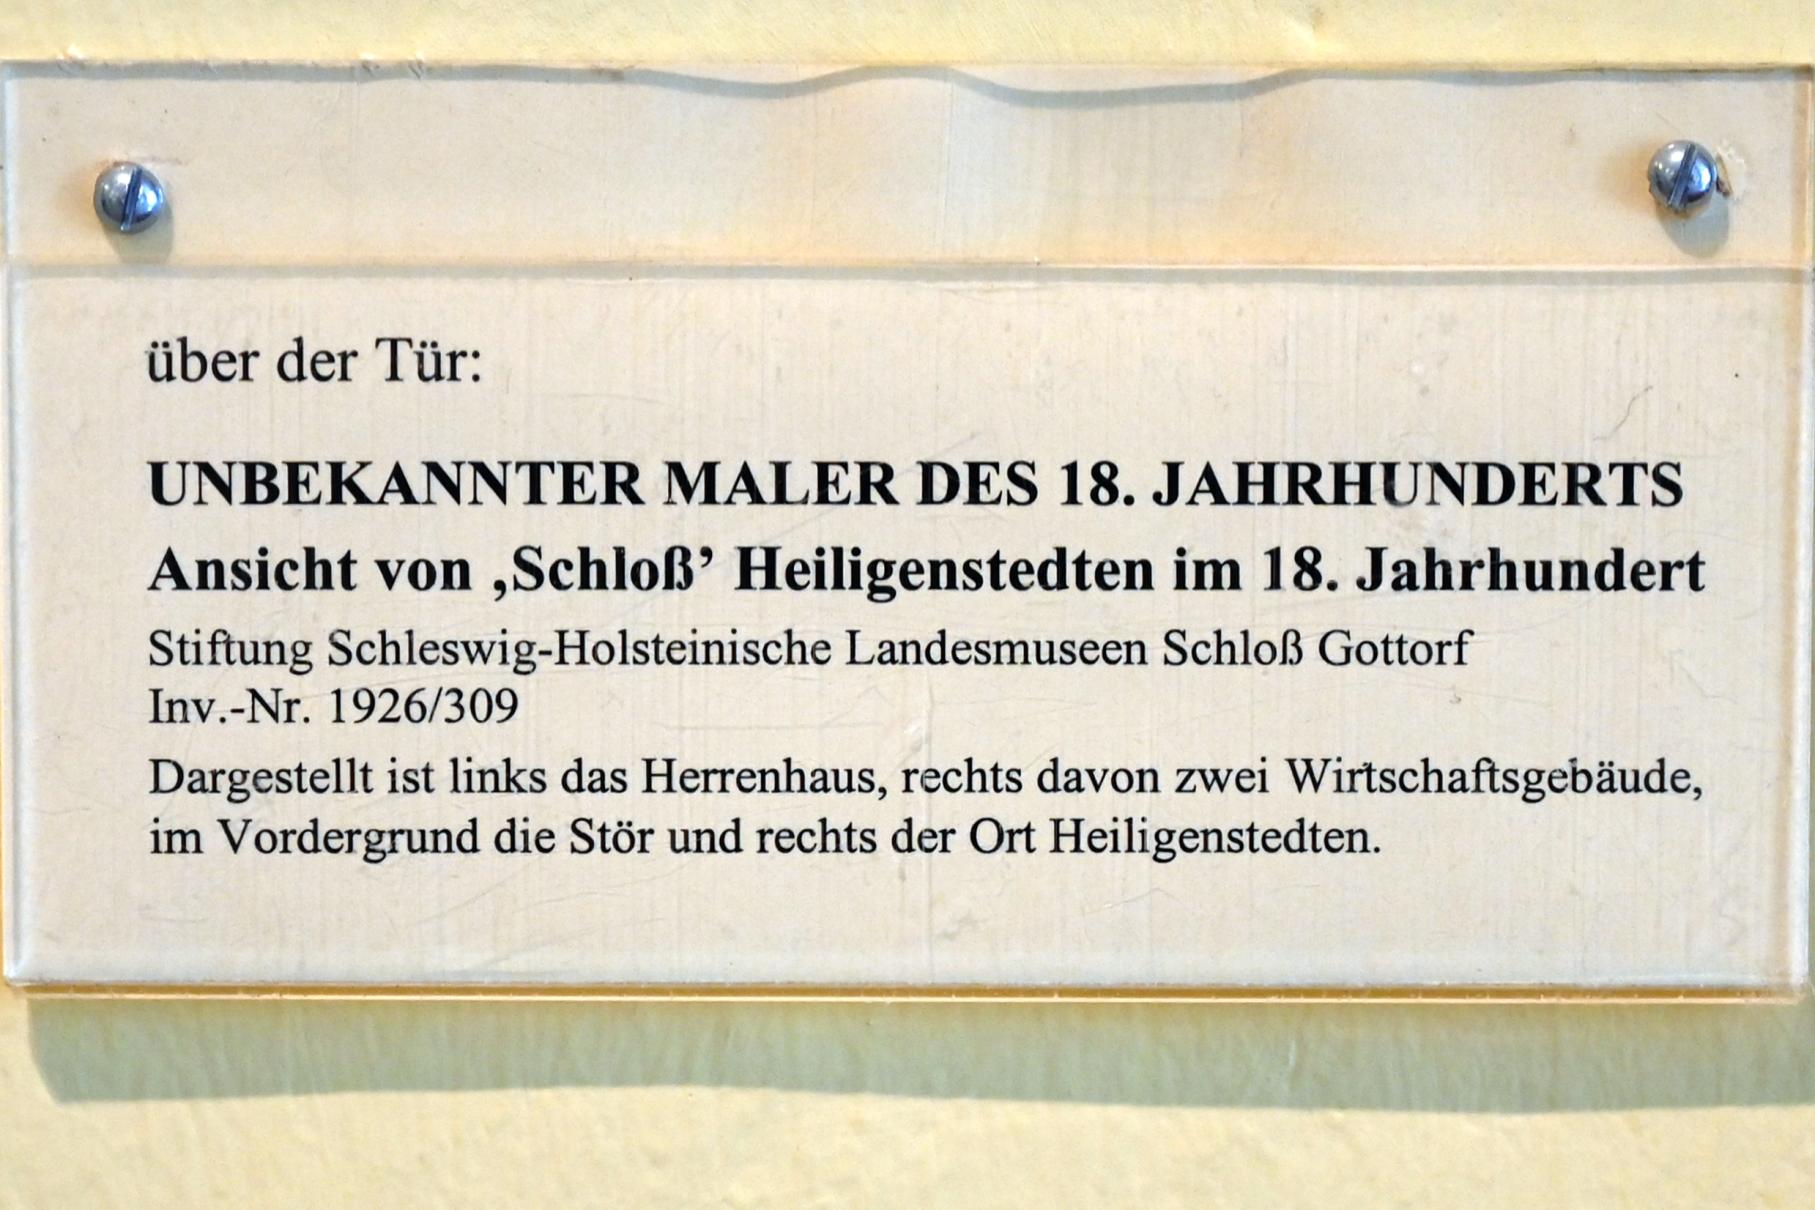 über der Tür:
UNBEKANNTER MALER DES 18. JAHRHUNDERTS
Ansicht von ‚Schloß’ Heiligenstedten im 18. Jahrhundert
Stiftung Schleswig-Holsteinische Landesmuseen Schloß Gottorf
Inv.-Nr. 1926/309
Dargestellt ist links das Herrenhaus, rechts davon zwei Wirtschaftsgebäude,
im Vordergrund die Stör und rechts der Ort Heiligenstedten.